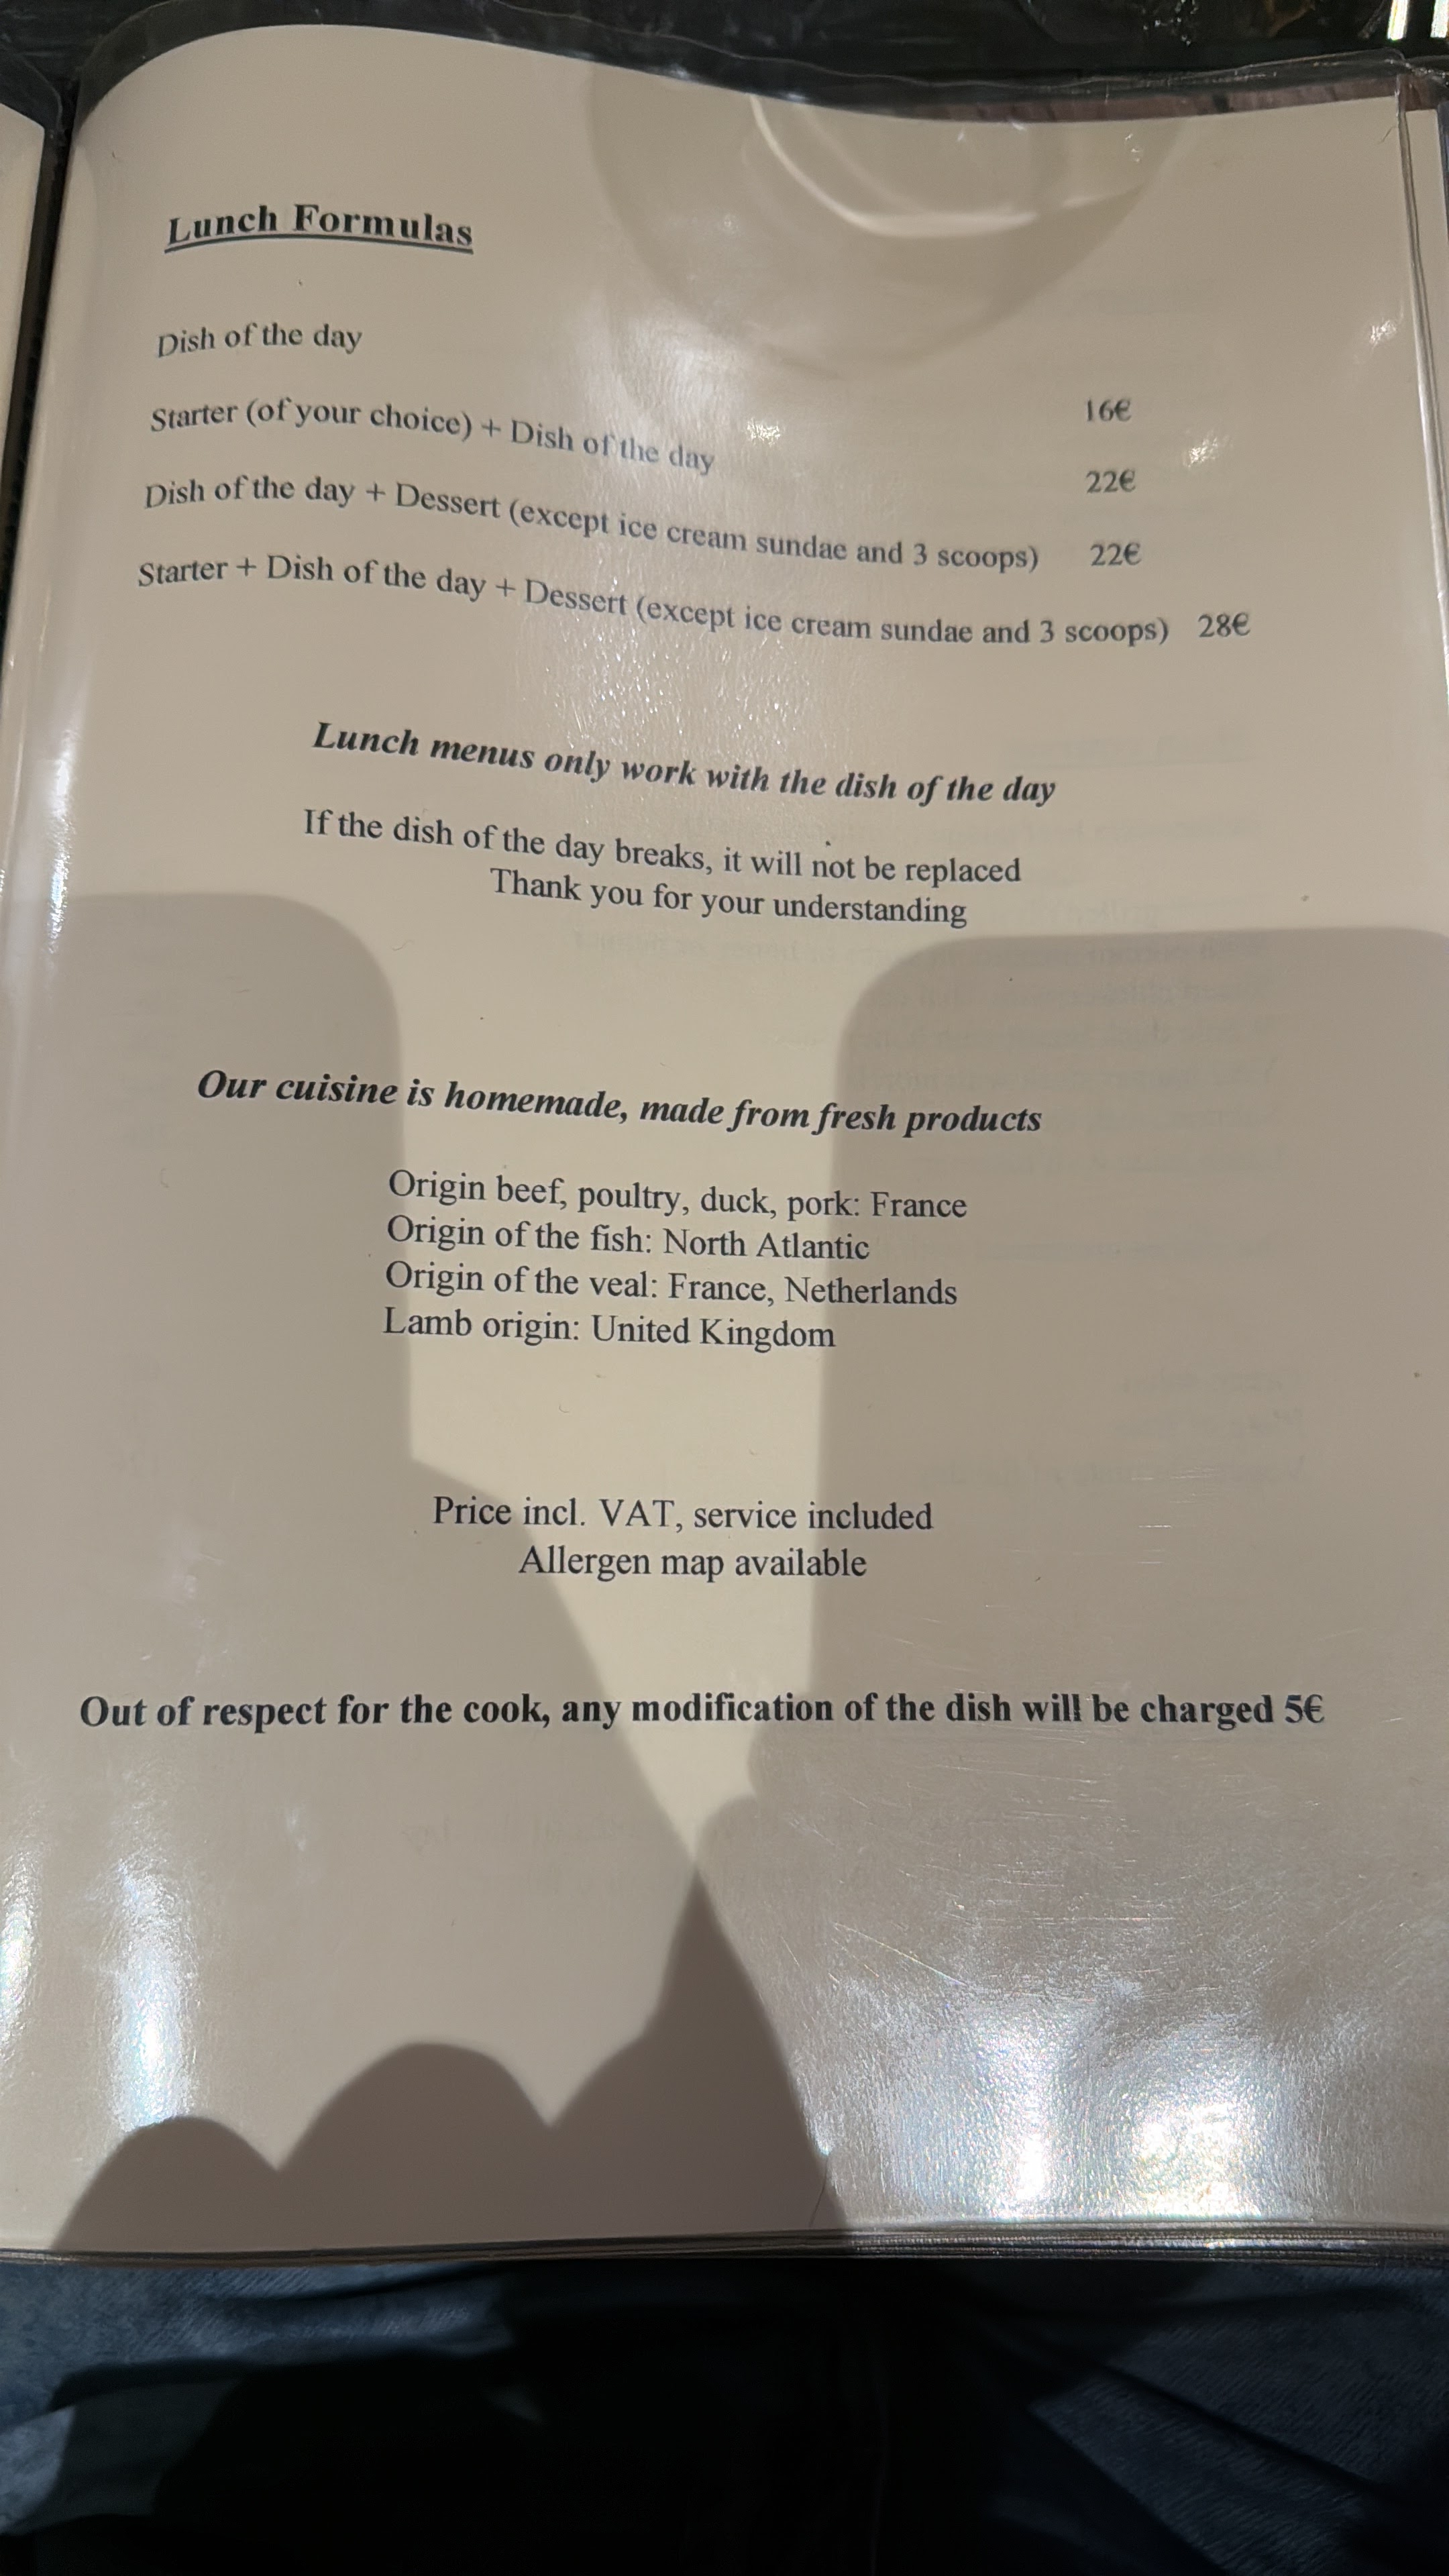 Lunch Formulas
Dish of the day 16€
Starter (of your choice) + Dish of the day 22€
Dish of the day + Dessert (except ice cream sundae and 3 scoops) 22€
Starter + Dish of the day + Dessert (except ice cream sundae and 3 scoops) 28€
Lunch menus only work with the dish of the day
If the dish of the day breaks, it will not be replaced
Thank you for your understanding
Our cuisine is homemade, made from fresh products
Origin beef, poultry, duck, pork: France
Origin of the fish: North Atlantic
Origin of the veal: France, Netherlands
Lamb origin: United Kingdom
Price incl. VAT, service included
Allergen map available
Out of respect for the cook, any modification of the dish will be charged 5€